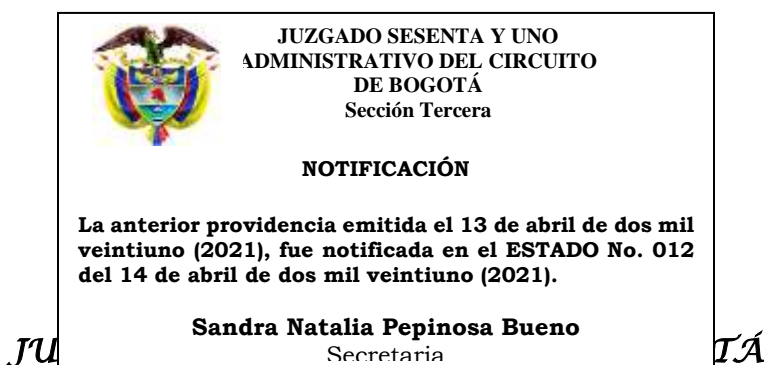 JUZGADO SESENTA Y UNO
ADMINISTRATIVO DEL CIRCUITO
DE BOGOTÁ
Sección Tercera
NOTIFICACIÓN
La anterior providencia emitida el 13 de abril de dos mil
veintiuno (2021), fue notificada en el ESTADO No. 012
del 14 de abril de dos mil veintiuno (2021).
Sandra Natalia Pepinosa Bueno
Secretaria
JU TÁ